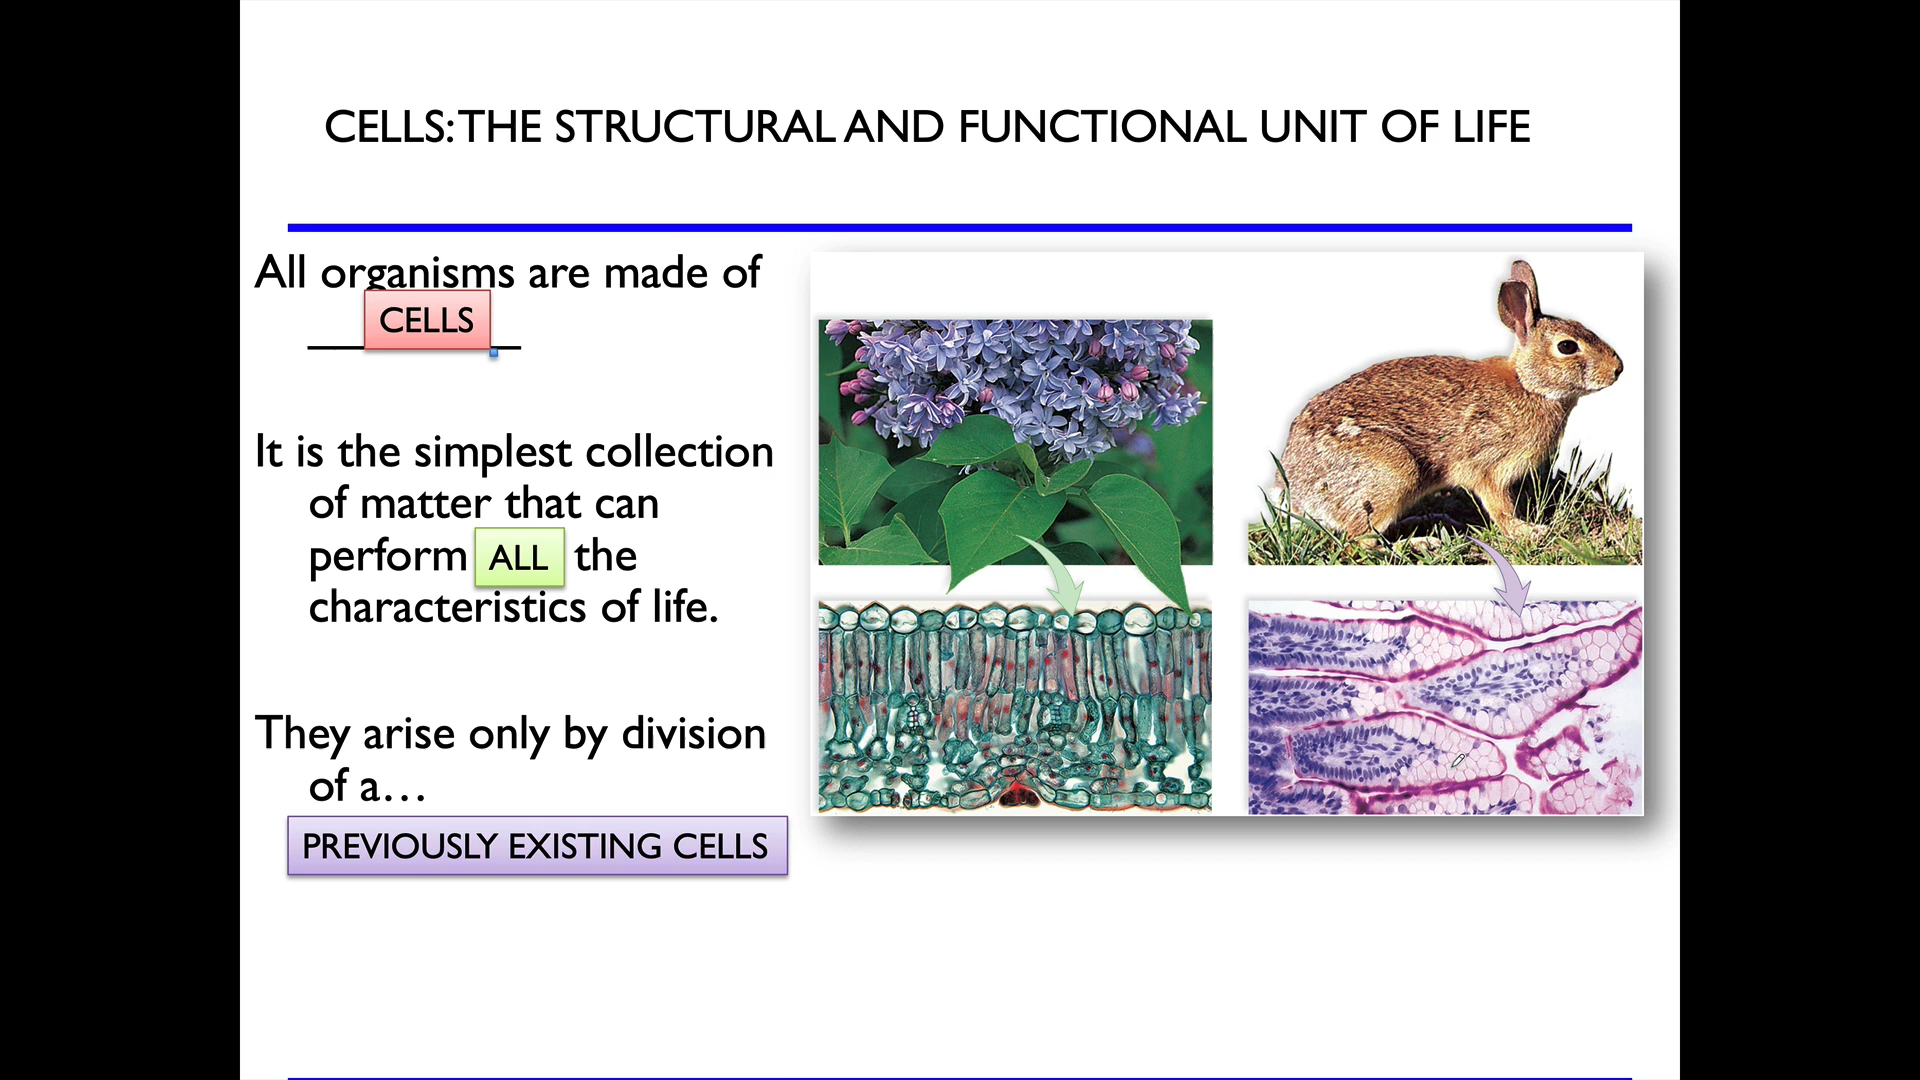 CELLS: THE STRUCTURAL AND FUNCTIONAL UNIT OF LIFE
All organisms are made of
CELLS
It is the simplest collection
of matter that can
perform ALL the
characteristics of life.
They arise only by division
of a…
PREVIOUSLY EXISTING CELLS